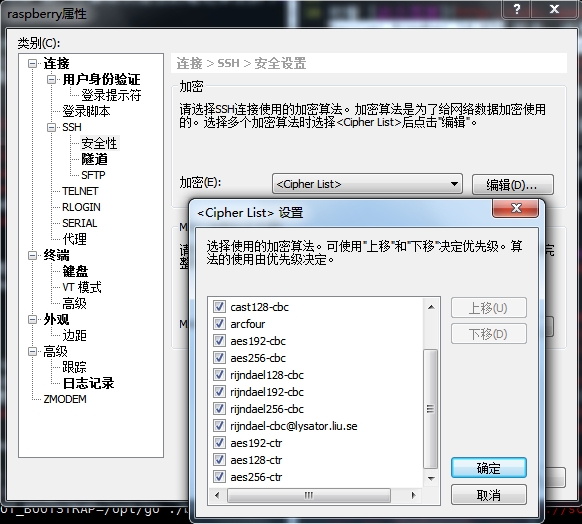 raspberry属性
类别(C):
连接
用户身份验证
登录提示符
登录脚本
SSH
安全性
隧道
SFTP
TELNET
RLOGIN
SERIAL
代理
终端
键盘
VT 模式
高级
外观
边距
高级
跟踪
日志记录
ZMODEM
连接 > SSH > 安全设置
加密
请选择SSH连接使用的加密算法。加密算法是为了给网络数据加密使用
的。选择多个加密算法时选择<Cipher List>后点击"编辑"。
加密(E):
<Cipher List>
编辑(D)...
<Cipher List> 设置
选择使用的加密算法。可使用"上移"和"下移"决定优先级。算
法的使用由优先级决定。
cast128-cbc
arcfour
aes192-cbc
aes256-cbc
rijndael128-cbc
rijndael192-cbc
rijndael256-cbc
rijndael-cbc@lysator.liu.se
aes192-ctr
aes128-ctr
aes256-ctr
上移(U)
下移(D)
确定
取消
OT_BOOTSTRAP=/opt/go ./